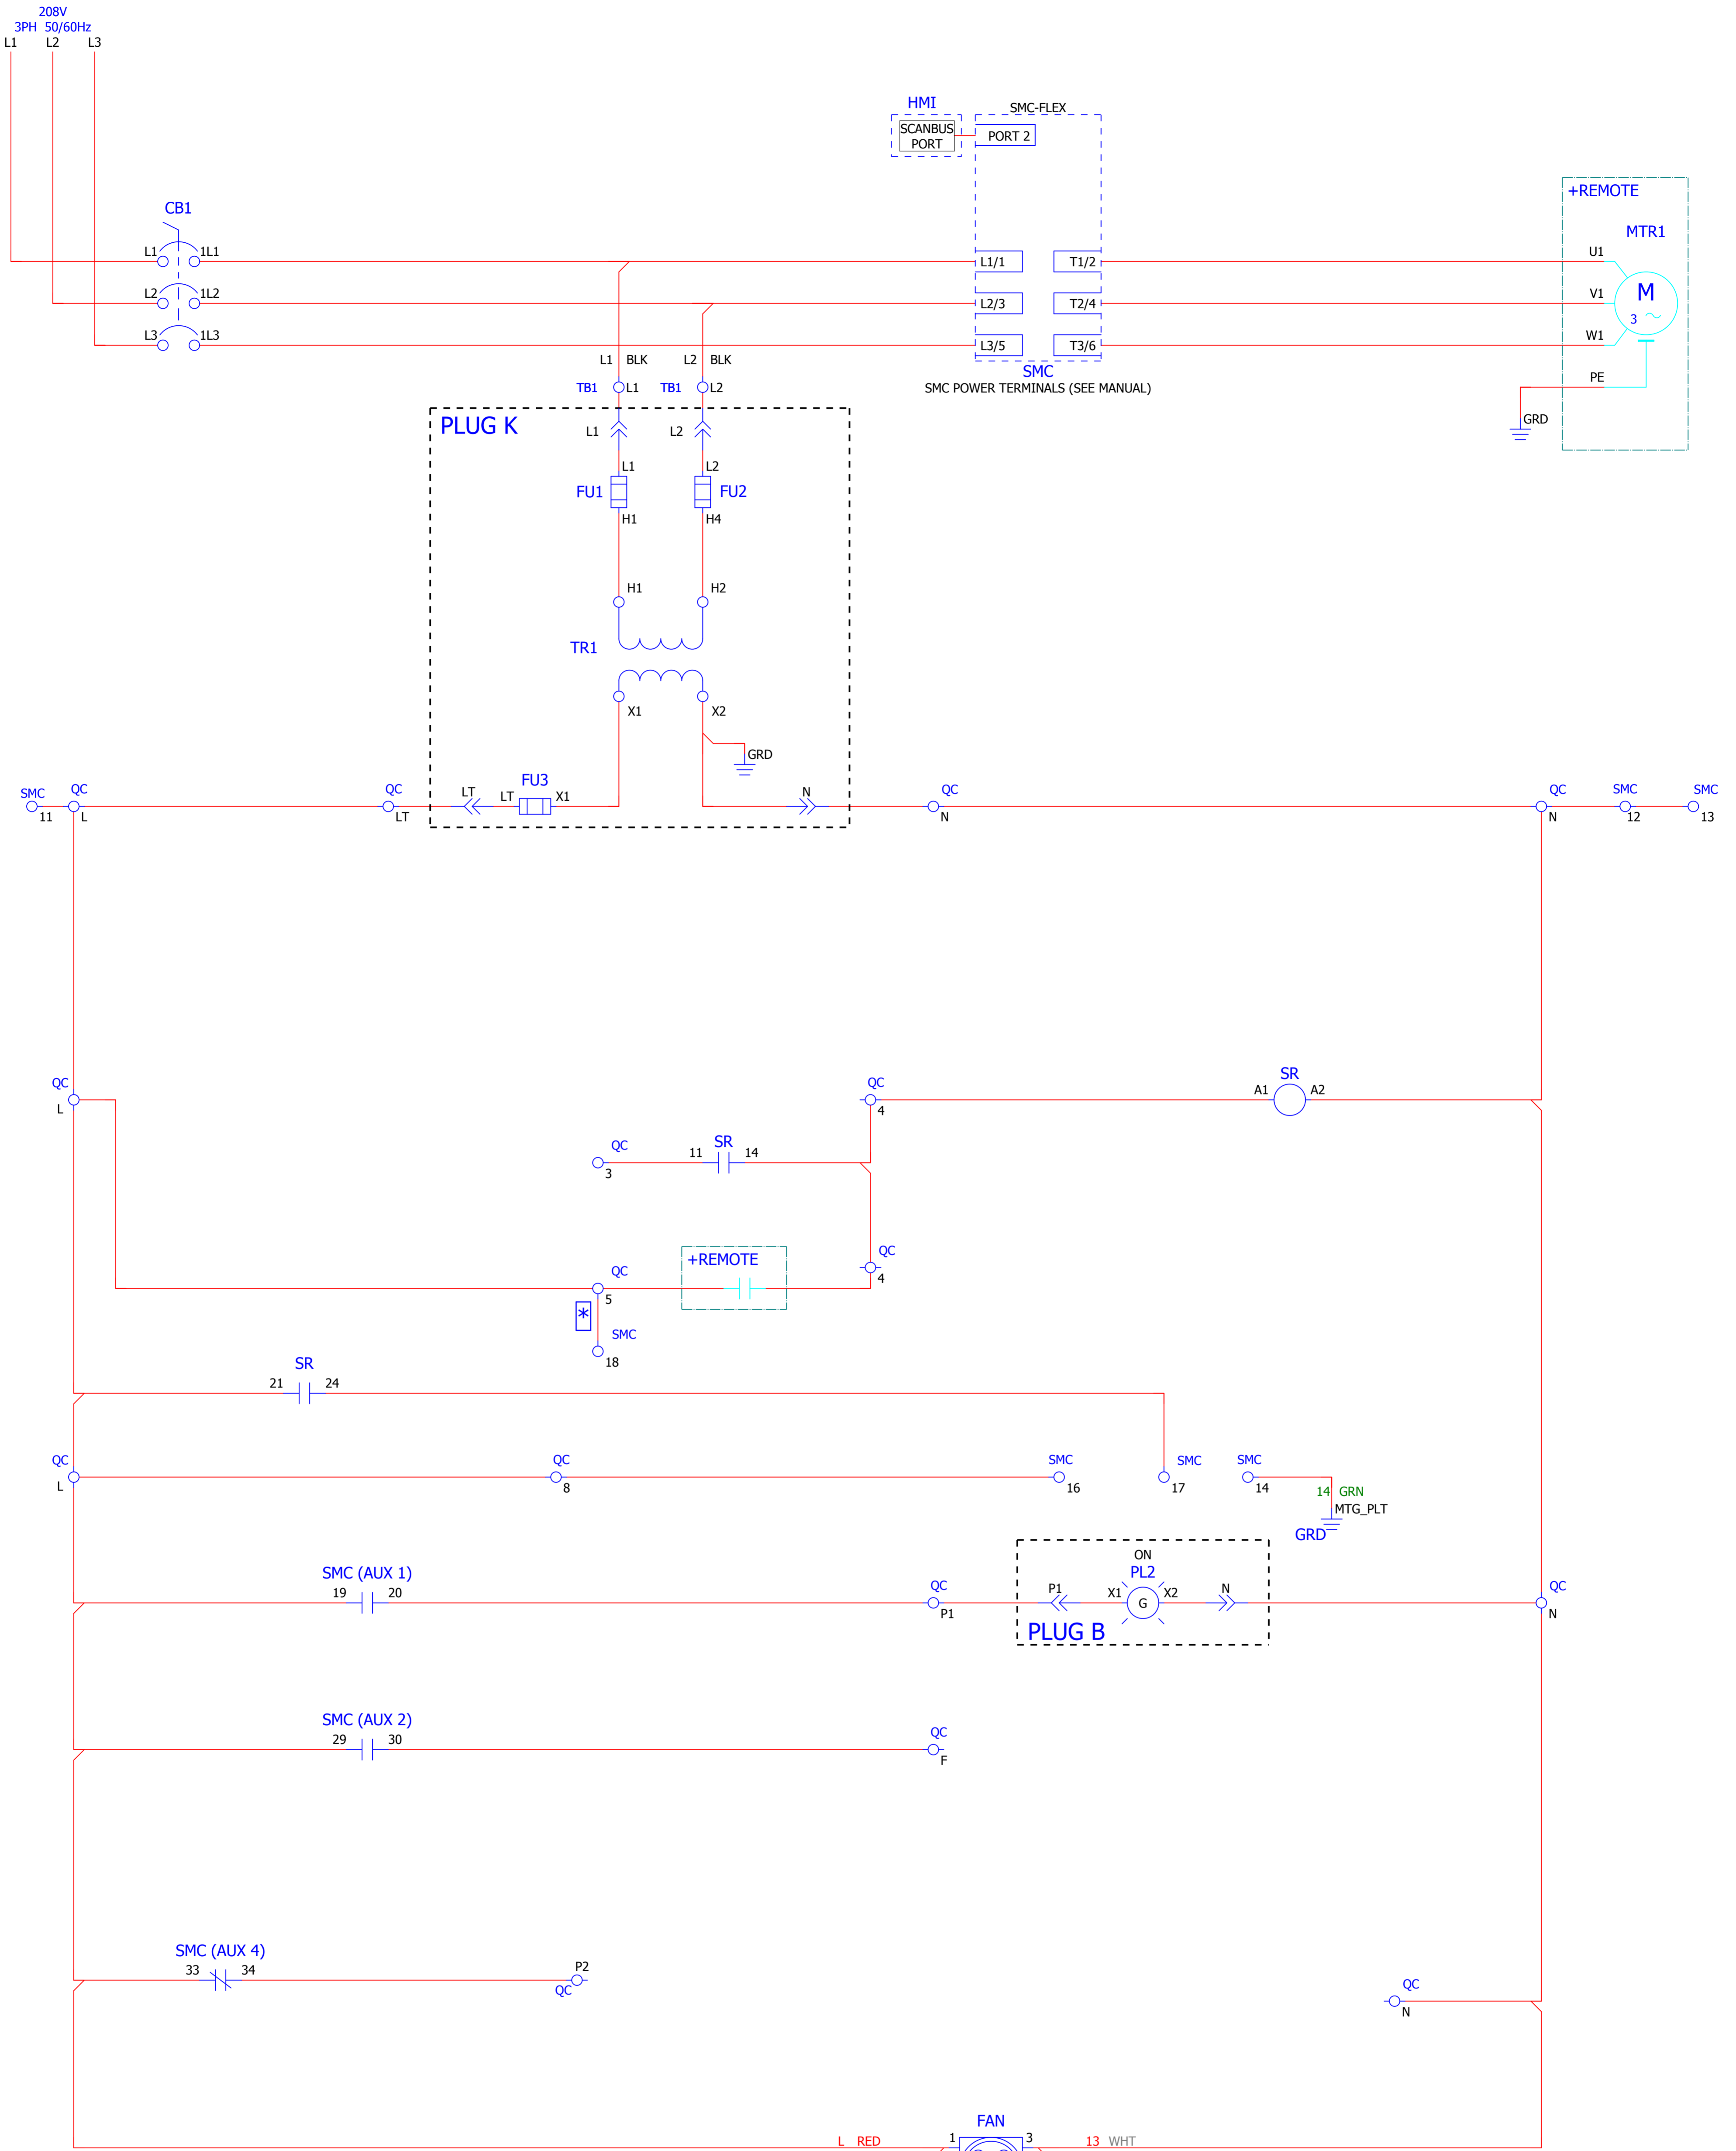 208V
3PH 50/60Hz
L1 L2 L3
HMI
SMC-FLEX
SCANBUS
PORT
PORT 2
+REMOTE
CB1
MTR1
L1 1L1
L1/1 T1/2
U1
L2 1L2
L2/3 T2/4
V1
M
3
L3 1L3
L3/5 T3/6
W1
L1 BLK L2 BLK
SMC
SMC POWER TERMINALS (SEE MANUAL)
PE
TB1 L1 TB1 L2
GRD
PLUG K
L1 L2
L1 L2
FU1 FU2
H1 H4
H1 H2
TR1
X1 X2
GRD
FU3
SMC QC QC
LT LT X1
N
QC
QC SMC SMC
11 L LT
N
N 12 13
QC
L
QC
4
SR
A1 A2
QC
3
SR
11 14
QC
4
+REMOTE
QC
5
*
SMC
18
SR
21 24
QC
L
QC
8
SMC
16
SMC
17
SMC
14
14 GRN
MTG_PLT
GRD
ON
PL2
SMC (AUX 1)
19 20
QC
P1
P1 X1 G X2 N
PLUG B
QC
N
SMC (AUX 2)
29 30
QC
F
SMC (AUX 4)
33 34
P2
QC
QC
N
FAN
L RED 1 3 13 WHT